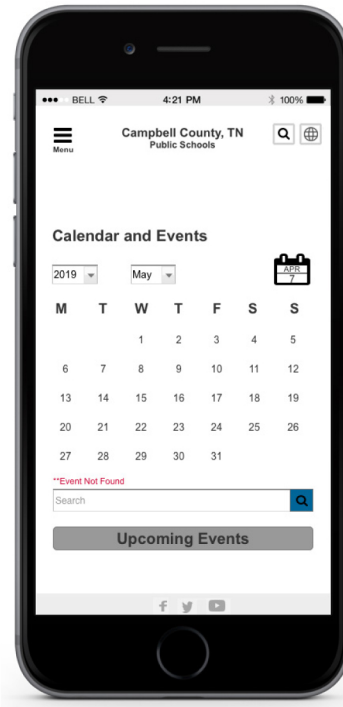 BELL 4:21 PM 100%
Campbell County, TN
Public Schools
Menu
Calendar and Events
2019 May
APR
7
M T W T F S S
1 2 3 4 5
6 7 8 9 10 11 12
13 14 15 16 17 18 19
20 21 22 23 24 25 26
27 28 29 30 31
**Event Not Found
Search
Upcoming Events